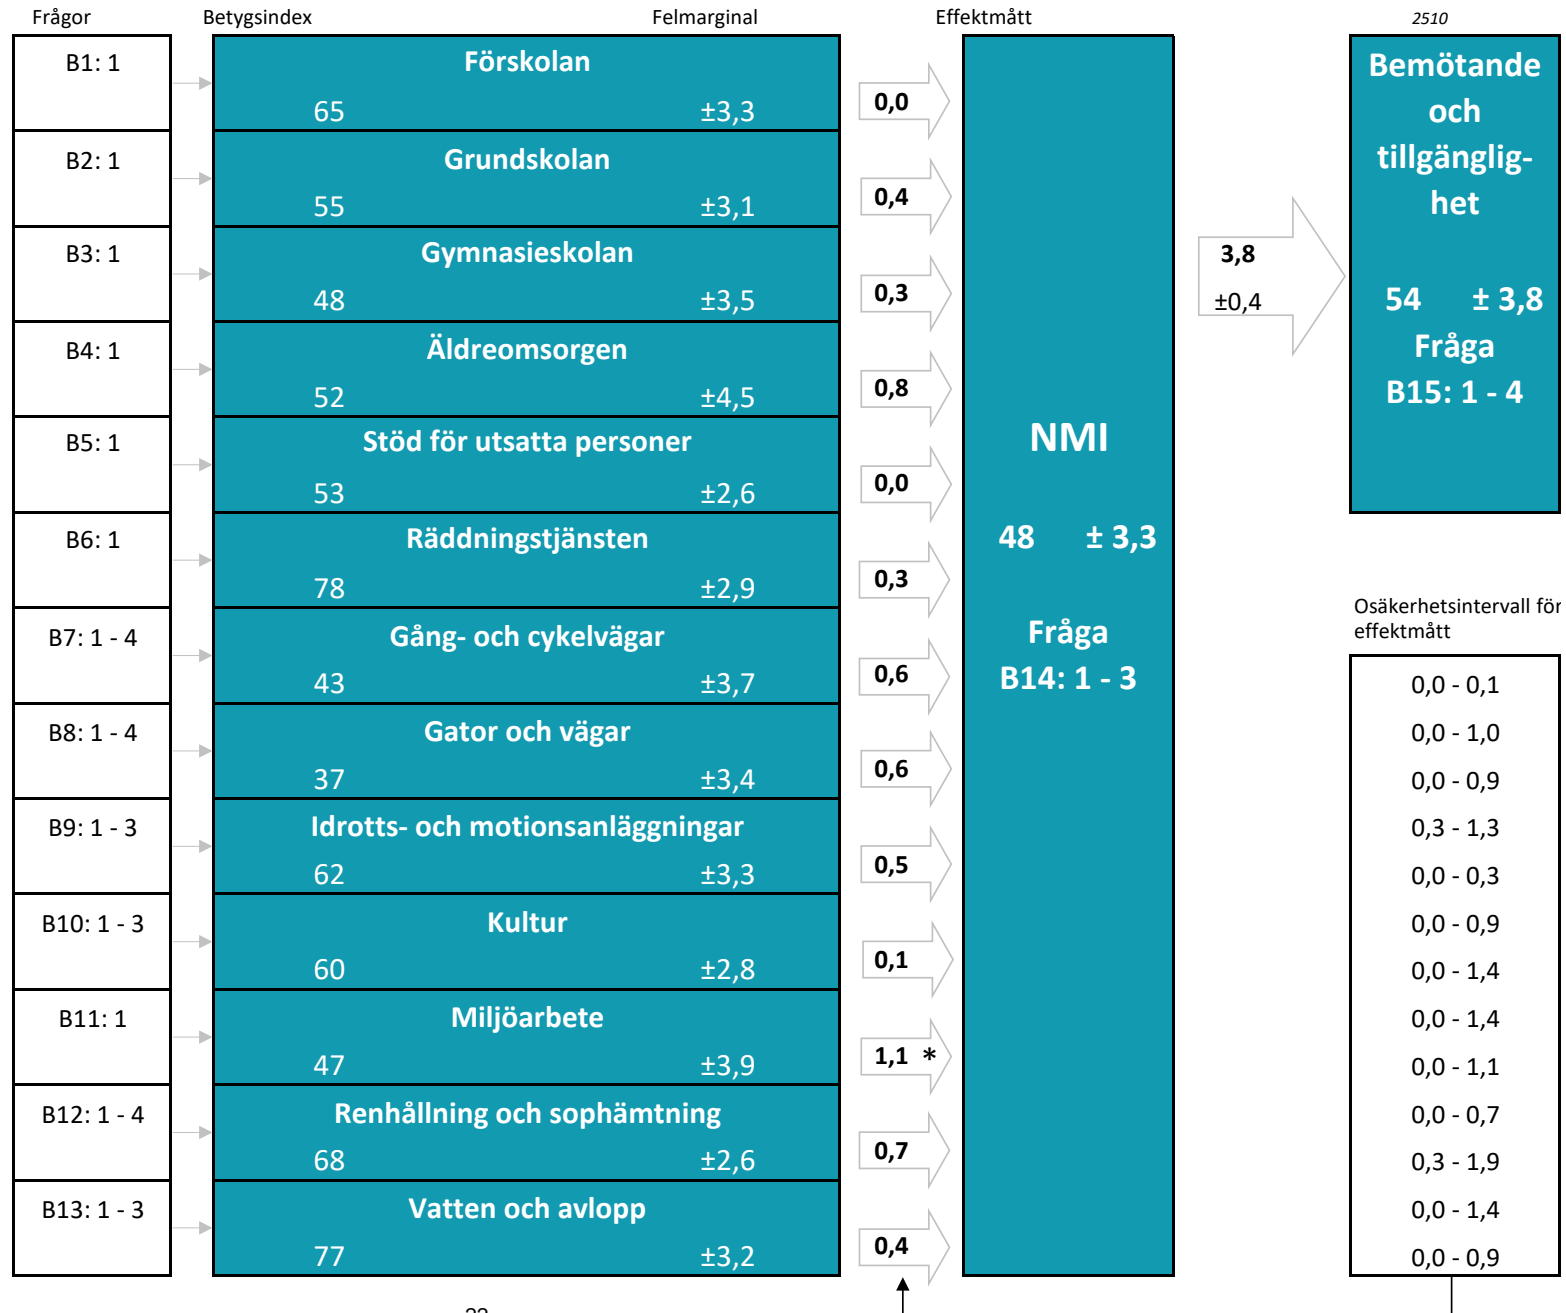 Frågor Betygsindex Felmarginal Effektmått 2510
B1: 1 Förskolan
65 ±3,3 0,0
B2: 1 Grundskolan
55 ±3,1 0,4
B3: 1 Gymnasieskolan
48 ±3,5 0,3
B4: 1 Äldreomsorgen
52 ±4,5 0,8
B5: 1 Stöd för utsatta personer
53 ±2,6 0,0
B6: 1 Räddningstjänsten
78 ±2,9 0,3
B7: 1 - 4 Gång- och cykelvägar
43 ±3,7 0,6
B8: 1 - 4 Gator och vägar
37 ±3,4 0,6
B9: 1 - 3 Idrotts- och motionsanläggningar
62 ±3,3 0,5
B10: 1 - 3 Kultur
60 ±2,8 0,1
B11: 1 Miljöarbete
47 ±3,9 1,1 *
B12: 1 - 4 Renhållning och sophämtning
68 ±2,6 0,7
B13: 1 - 3 Vatten och avlopp
77 ±3,2 0,4
NMI
48 ± 3,3
Fråga
B14: 1 - 3
3,8
±0,4
Bemötande
och
tillgänglig-
het
54 ± 3,8
Fråga
B15: 1 - 4
Osäkerhetsintervall för
effektmått
0,0 - 0,1
0,0 - 1,0
0,0 - 0,9
0,3 - 1,3
0,0 - 0,3
0,0 - 0,9
0,0 - 1,4
0,0 - 1,4
0,0 - 1,1
0,0 - 0,7
0,3 - 1,9
0,0 - 1,4
0,0 - 0,9